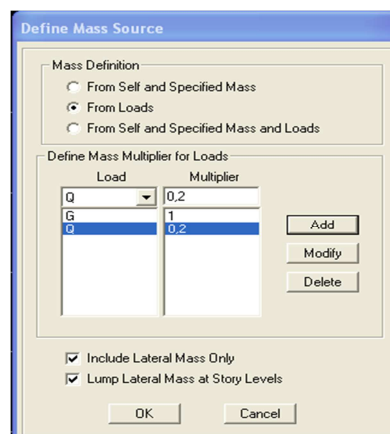 Define Mass Source
Mass Definition
From Self and Specified Mass
From Loads
From Self and Specified Mass and Loads
Define Mass Multiplier for Loads
Load Multiplier
Q 0,2
G 1
Q 0,2
Add
Modify
Delete
Include Lateral Mass Only
Lump Lateral Mass at Story Levels
OK Cancel